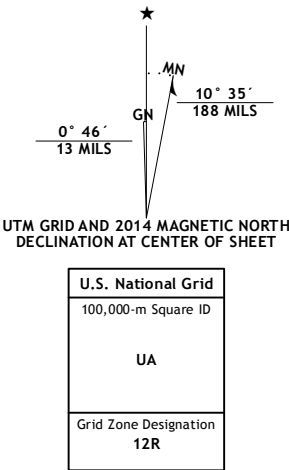 ★
MN
10° 35´
188 MILS
GN
0° 46´
13 MILS
UTM GRID AND 2014 MAGNETIC NORTH
DECLINATION AT CENTER OF SHEET
U.S. National Grid
100,000-m Square ID
UA
Grid Zone Designation
12R